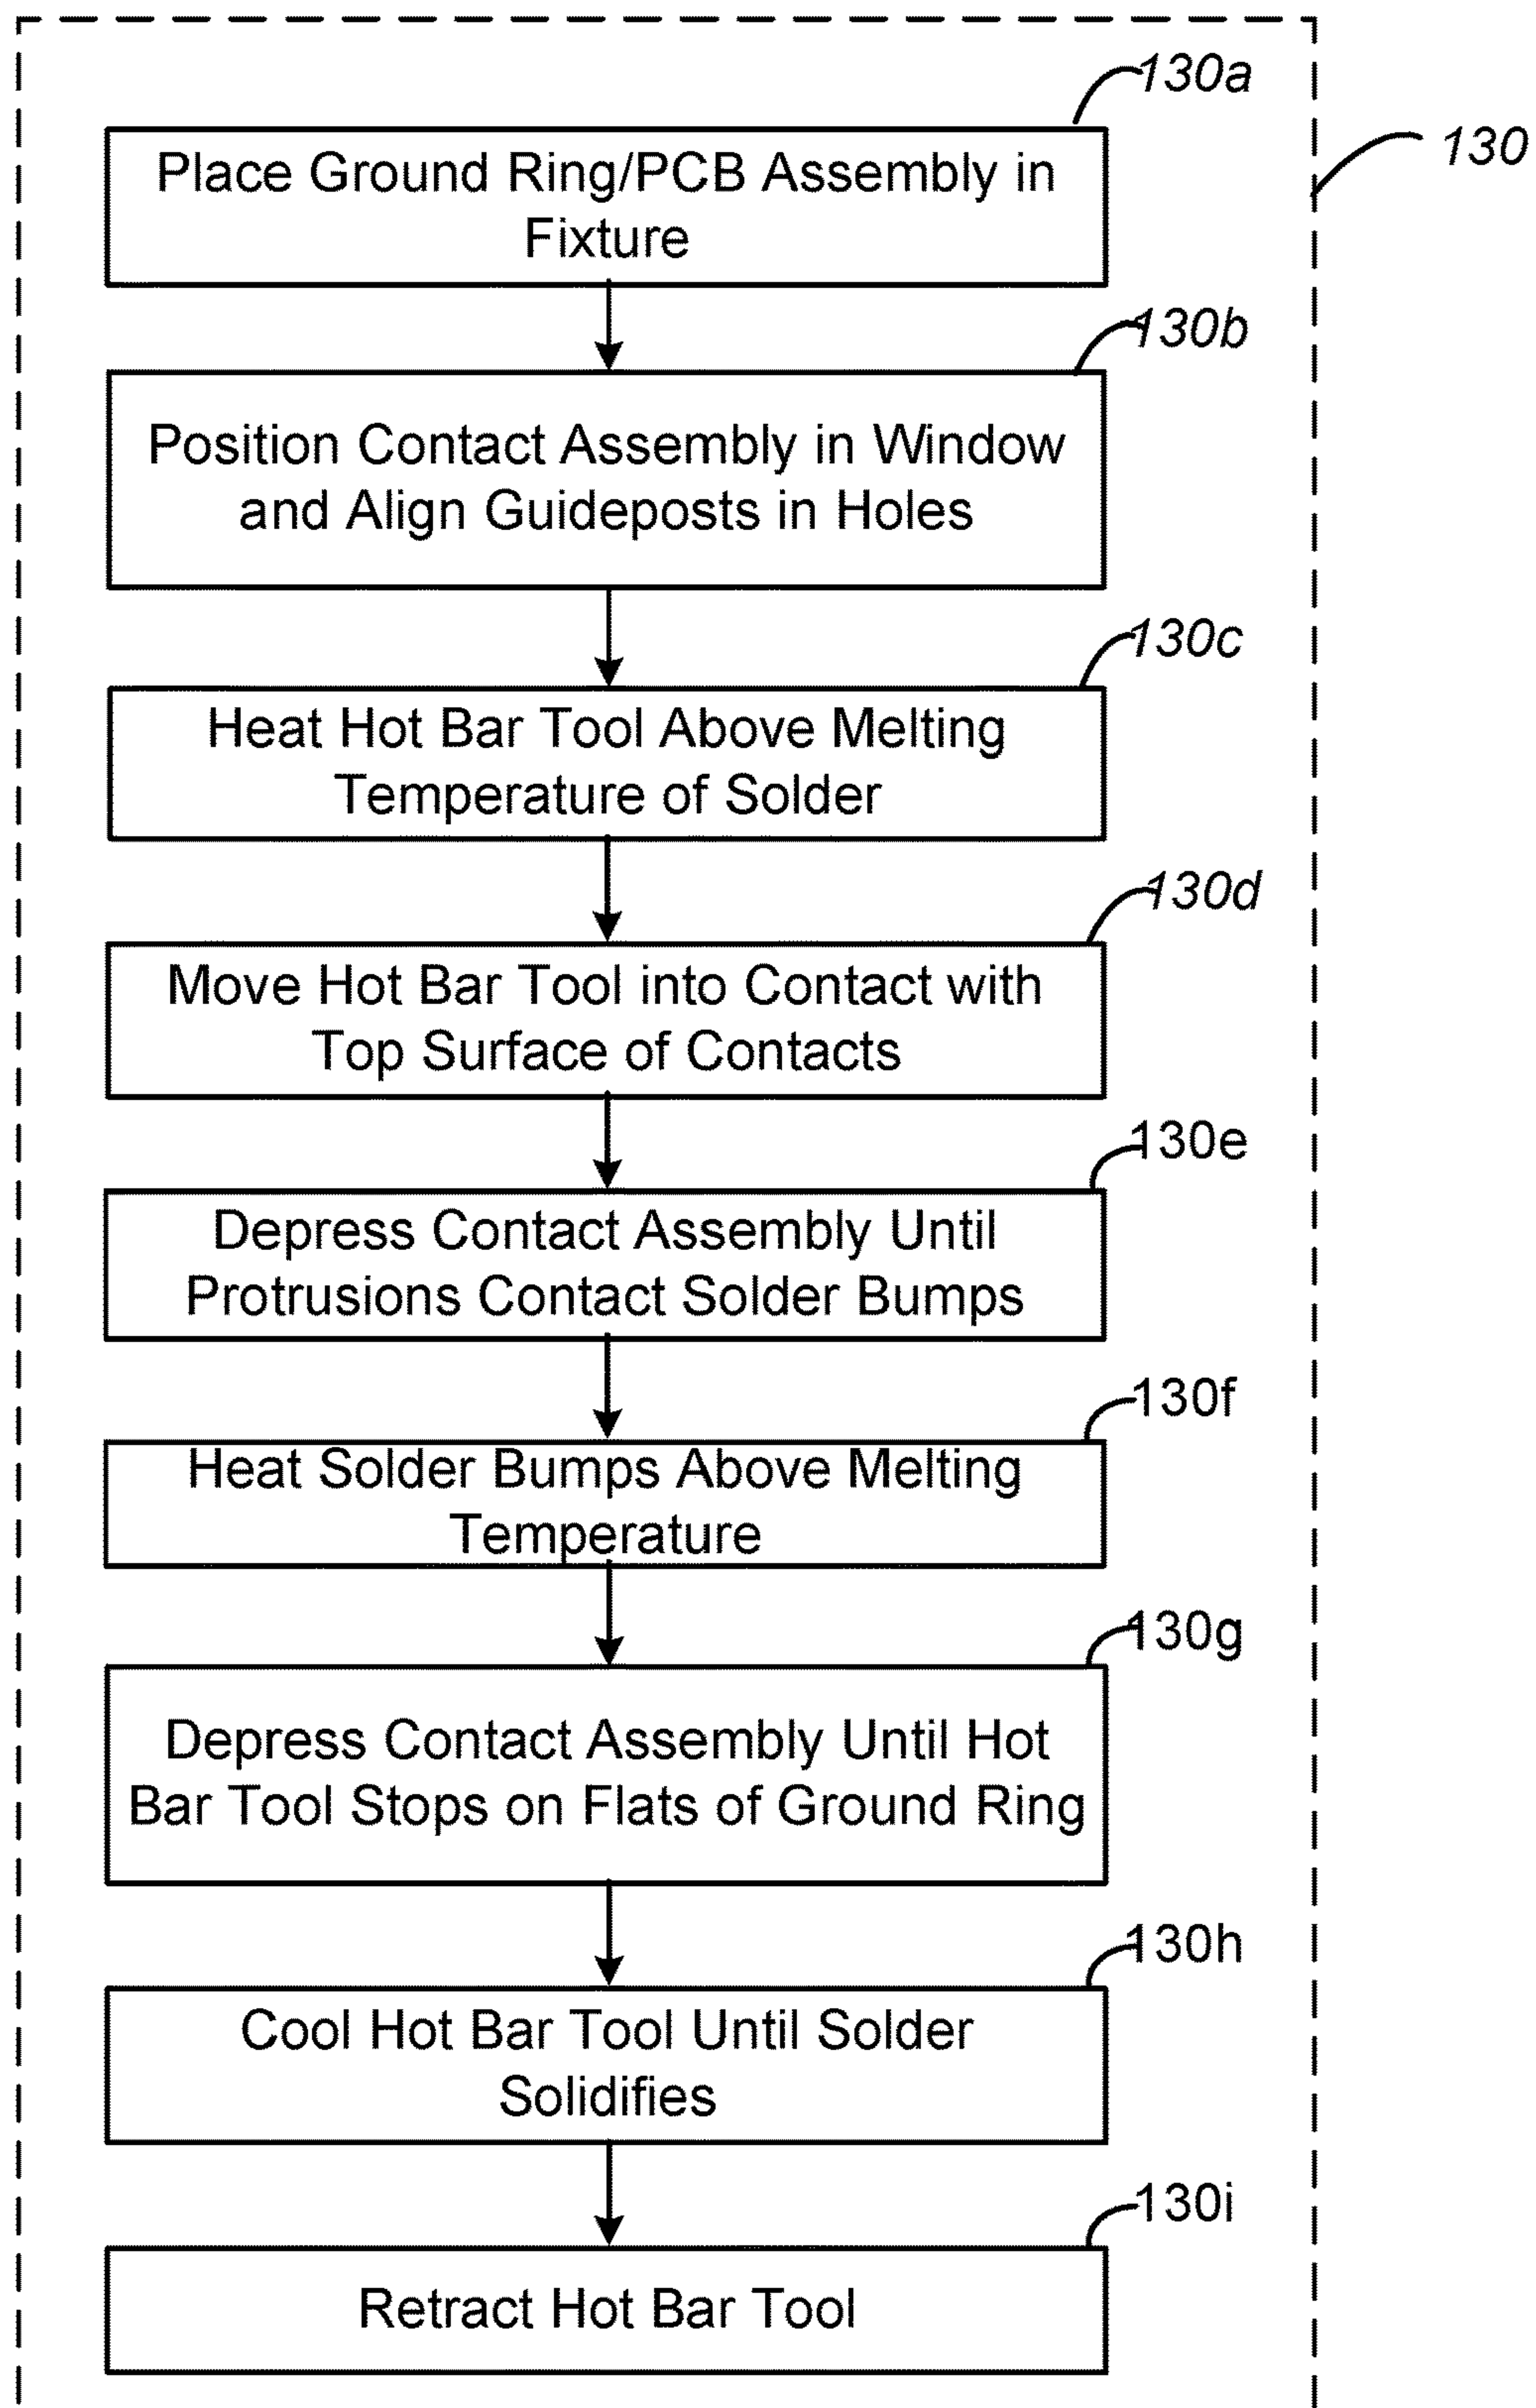 130a
130
Place Ground Ring/PCB Assembly in
Fixture
130b
Position Contact Assembly in Window
and Align Guideposts in Holes
130c
Heat Hot Bar Tool Above Melting
Temperature of Solder
130d
Move Hot Bar Tool into Contact with
Top Surface of Contacts
130e
Depress Contact Assembly Until
Protrusions Contact Solder Bumps
130f
Heat Solder Bumps Above Melting
Temperature
130g
Depress Contact Assembly Until Hot
Bar Tool Stops on Flats of Ground Ring
130h
Cool Hot Bar Tool Until Solder
Solidifies
130i
Retract Hot Bar Tool